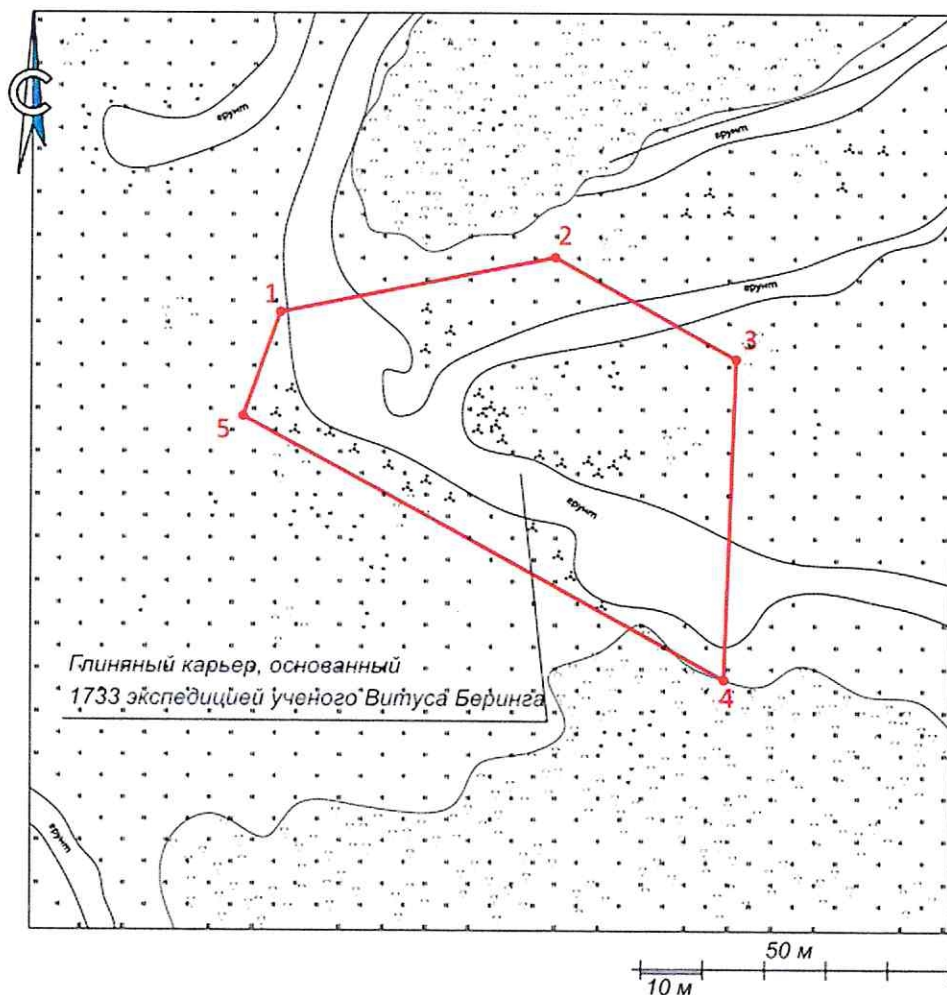 С
грунт
грунт
2
грунт
1
3
5
грунт
Глиняный карьер, основанный
1733 экспедицией ученого Витуса Беринга
4
грунт
50 м
10 м